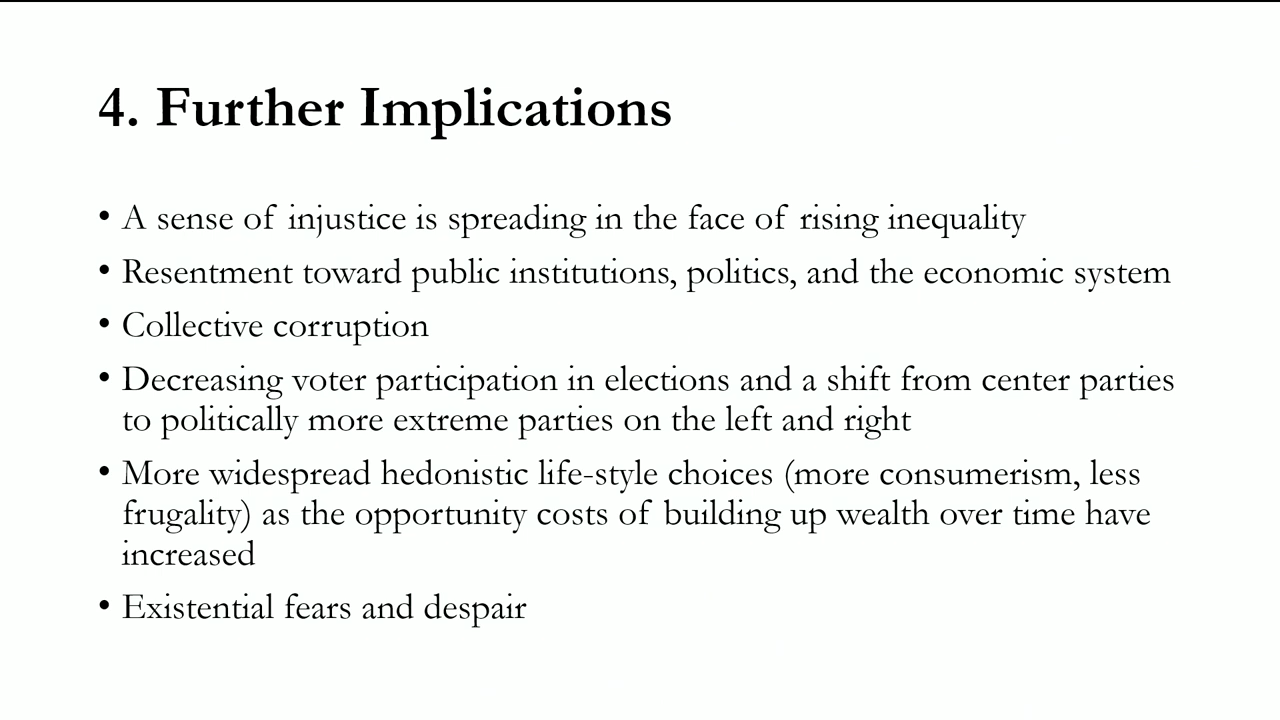 4. Further Implications
• A sense of injustice is spreading in the face of rising inequality
• Resentment toward public institutions, politics, and the economic system
• Collective corruption
• Decreasing voter participation in elections and a shift from center parties
to politically more extreme parties on the left and right
• More widespread hedonistic life-style choices (more consumerism, less
frugality) as the opportunity costs of building up wealth over time have
increased
• Existential fears and despair